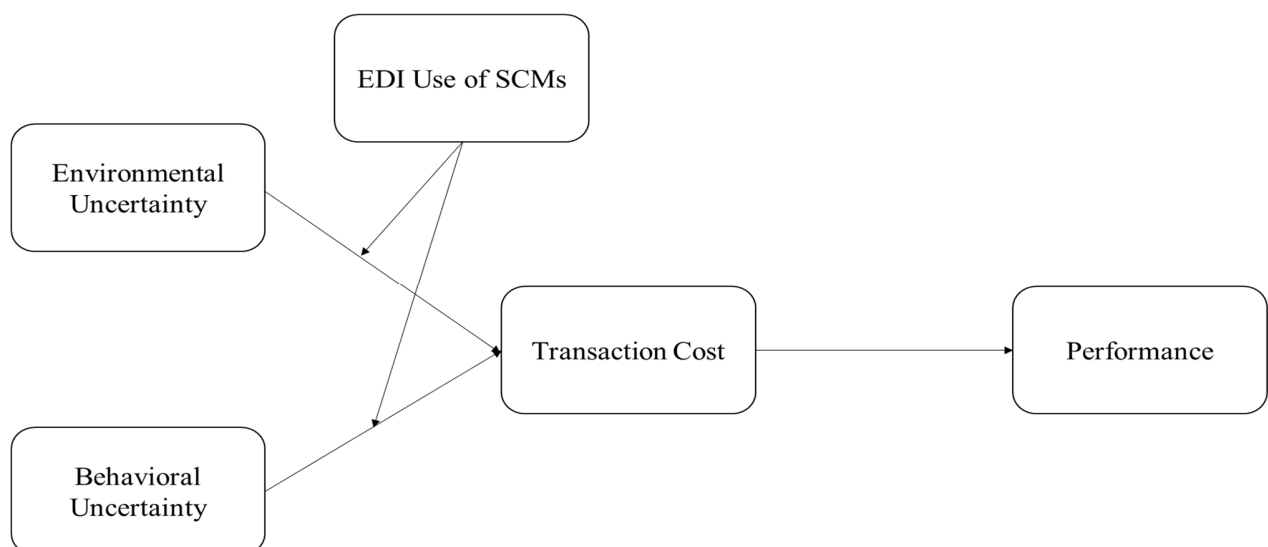 EDI Use of SCMs
Environmental
Uncertainty
Transaction Cost
Performance
Behavioral
Uncertainty